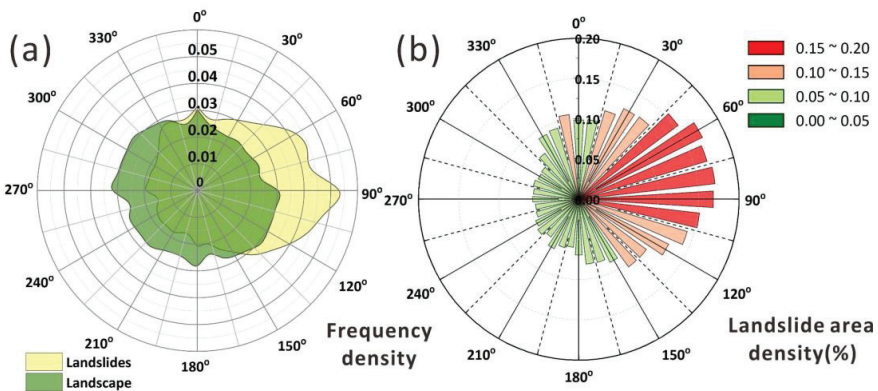 (a)
0°
30°
60°
90°
120°
150°
180°
210°
240°
270°
300°
330°
0.05
0.04
0.03
0.02
0.01
0
Frequency
density
Landslides
Landscape
(b)
0°
30°
60°
90°
120°
150°
180°
210°
240°
270°
300°
330°
0.20
0.15
0.10
0.05
0.00
Landslide area
density(%)
0.15 ~ 0.20
0.10 ~ 0.15
0.05 ~ 0.10
0.00 ~ 0.05